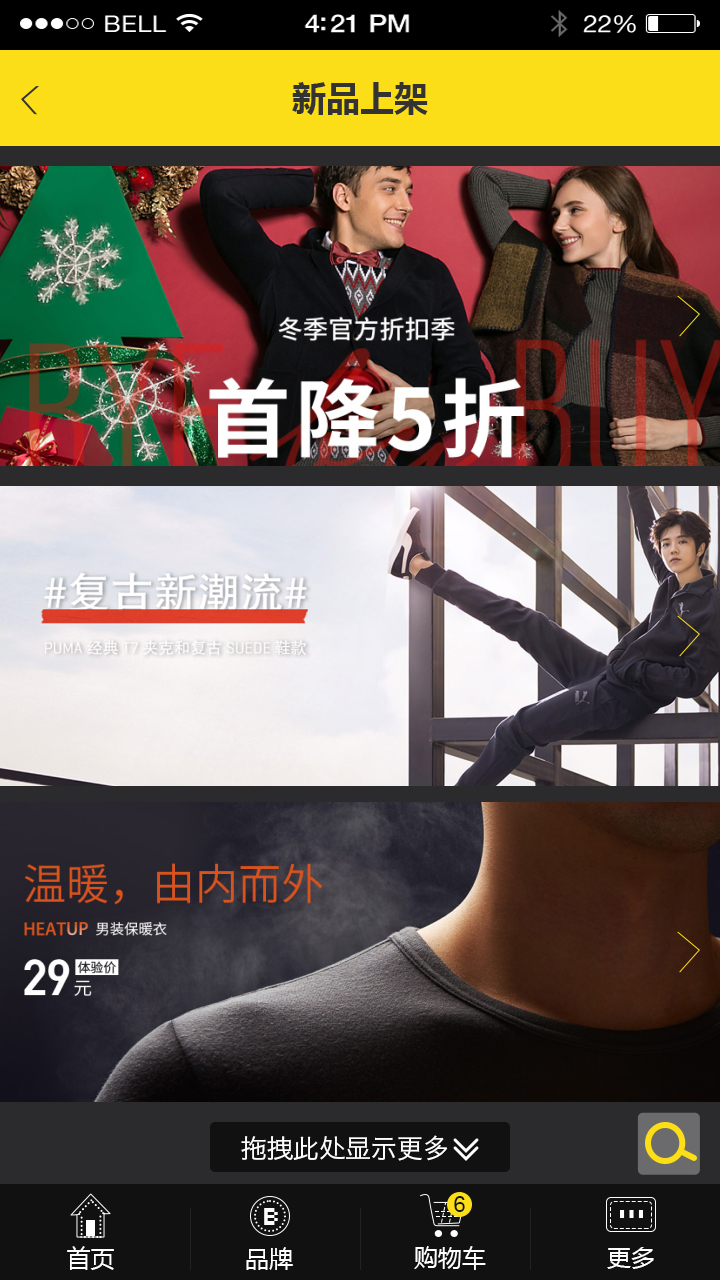 BELL 4:21 PM 22%
新品上架
冬季官方折扣季
BYE BUY
首降5折
#复古新潮流#
PUMA 经典 T7 夹克和复古 SUEDE 鞋款
温暖，由内而外
HEATUP 男装保暖衣
29 体验价
元
拖拽此处显示更多
B 6
首页 品牌 购物车 更多